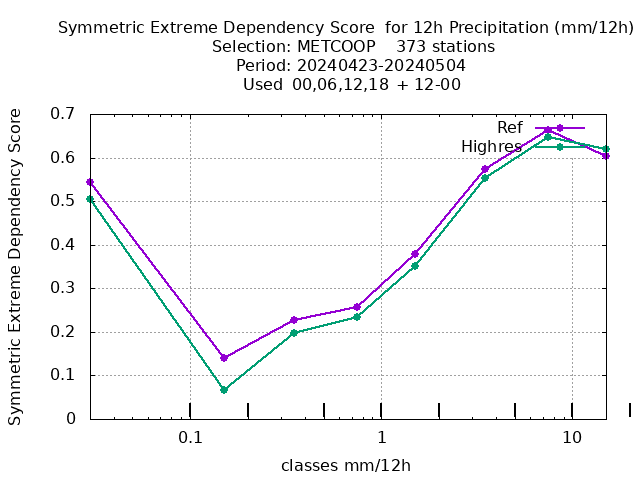 Symmetric Extreme Dependency Score for 12h Precipitation (mm/12h)
Selection: METCOOP 373 stations
Period: 20240423-20240504
Used 00,06,12,18 + 12-00
Symmetric Extreme Dependency Score
0.7
0.6
0.5
0.4
0.3
0.2
0.1
0
Ref
Highres
0.1
1
10
classes mm/12h